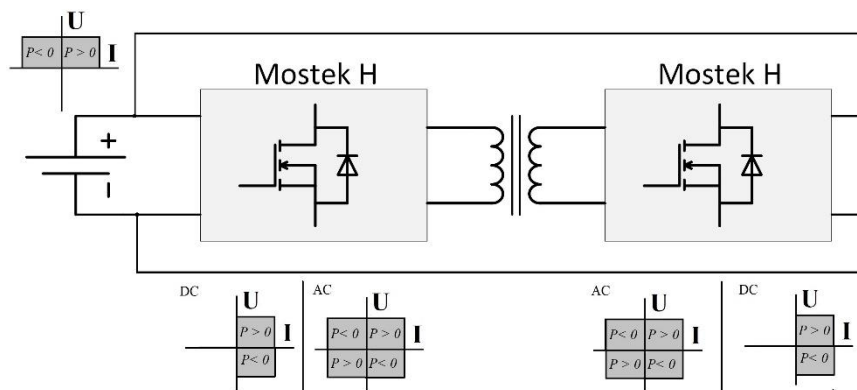 U
P< 0 P > 0 I
Mostek H Mostek H
+
DC AC AC DC
U U U U
P > 0 I P< 0 P > 0 I P< 0 P > 0 I P > 0 I
P< 0 P > 0 P< 0 P > 0 P< 0 P< 0